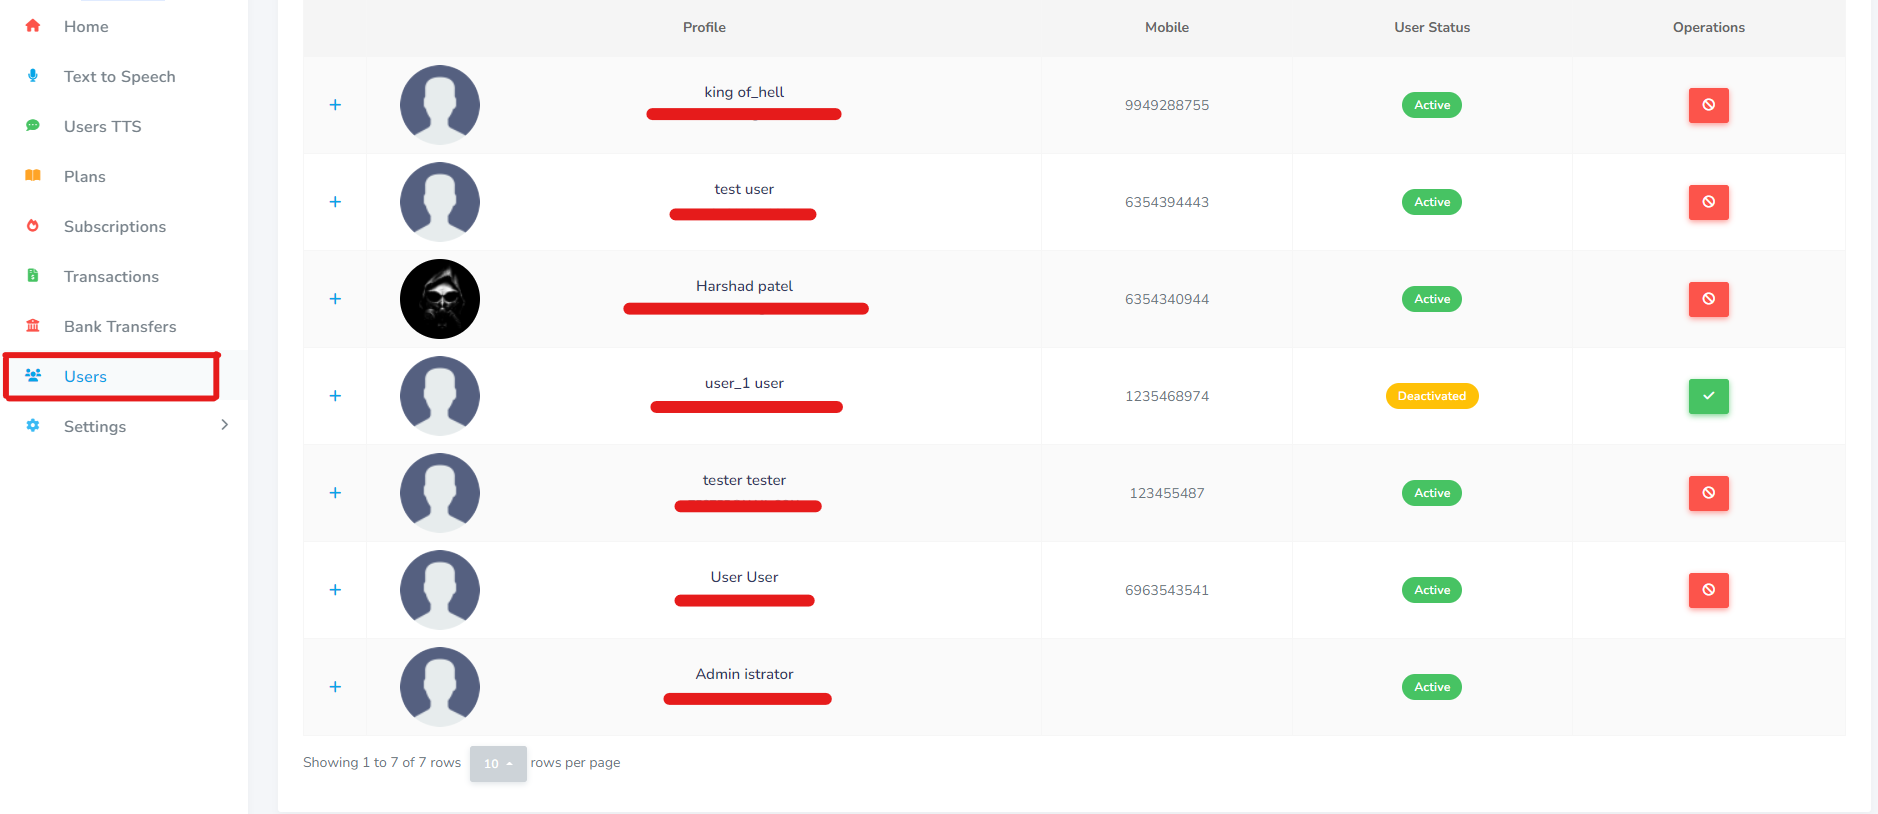 Home
Text to Speech
Users TTS
Plans
Subscriptions
Transactions
Bank Transfers
Users
Settings
Profile Mobile User Status Operations
king of_hell
9949288755 Active
test user
6354394443 Active
Harshad patel
6354340944 Active
user_1 user
1235468974 Deactivated
tester tester
123455487 Active
User User
6963543541 Active
Admin istrator
Active
Showing 1 to 7 of 7 rows 10 rows per page